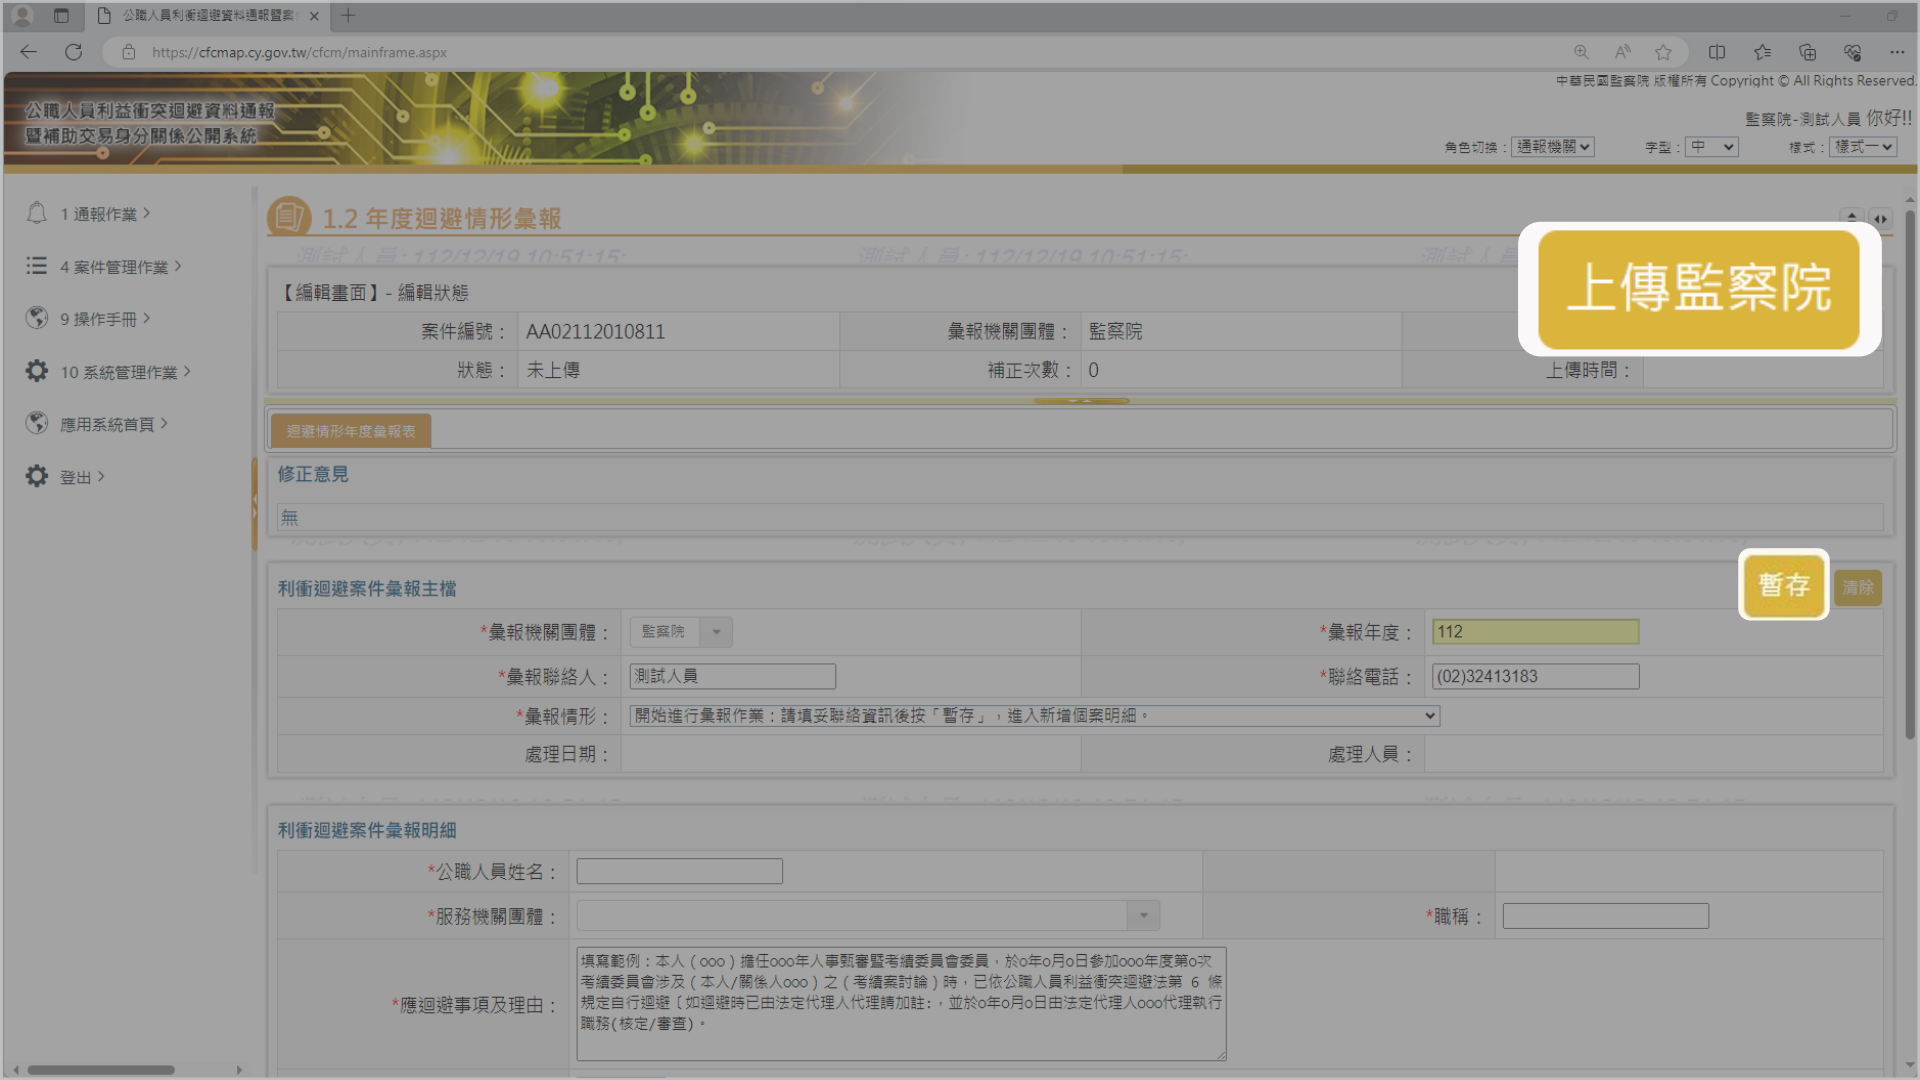 公職人員利衝迴避資料通報暨案
https://cfcmap.cy.gov.tw/cfcm/mainframe.aspx
中華民國監察院 版權所有 Copyright © All Rights Reserved.
公職人員利益衝突迴避資料通報
暨補助交易身分關係公開系統
監察院-測試人員 你好!!
角色切換： 通報機關 字型： 中 樣式： 樣式一
1 通報作業
4 案件管理作業
9 操作手冊
10 系統管理作業
應用系統首頁
登出
1.2 年度迴避情形彙報
測試人員: 112/12/19 10:51:15: 測試人員: 112/12/19 10:51:15:
上傳監察院
【編輯畫面】- 編輯狀態
案件編號： AA02112010811 彙報機關團體： 監察院
狀態： 未上傳 補正次數： 0 上傳時間：
迴避情形年度彙報表
修正意見
無
利衝迴避案件彙報主檔 暫存 清除
*彙報機關團體： 監察院 *彙報年度： 112
*彙報聯絡人： 測試人員 *聯絡電話： (02)32413183
*彙報情形： 開始進行彙報作業：請填妥聯絡資訊後按「暫存」，進入新增個案明細。
處理日期： 處理人員：
利衝迴避案件彙報明細
*公職人員姓名：
*服務機關團體： *職稱：
*應迴避事項及理由：
填寫範例：本人（ooo）擔任ooo年人事甄審暨考績委員會委員，於o年o月o日參加ooo年度第o次
考績委員會涉及（本人/關係人ooo）之（考績案討論）時，已依公職人員利益衝突迴避法第 6 條
規定自行迴避〔如迴避時已由法定代理人代理請加註:，並於o年o月o日由法定代理人ooo代理執行
職務(核定/審查)。